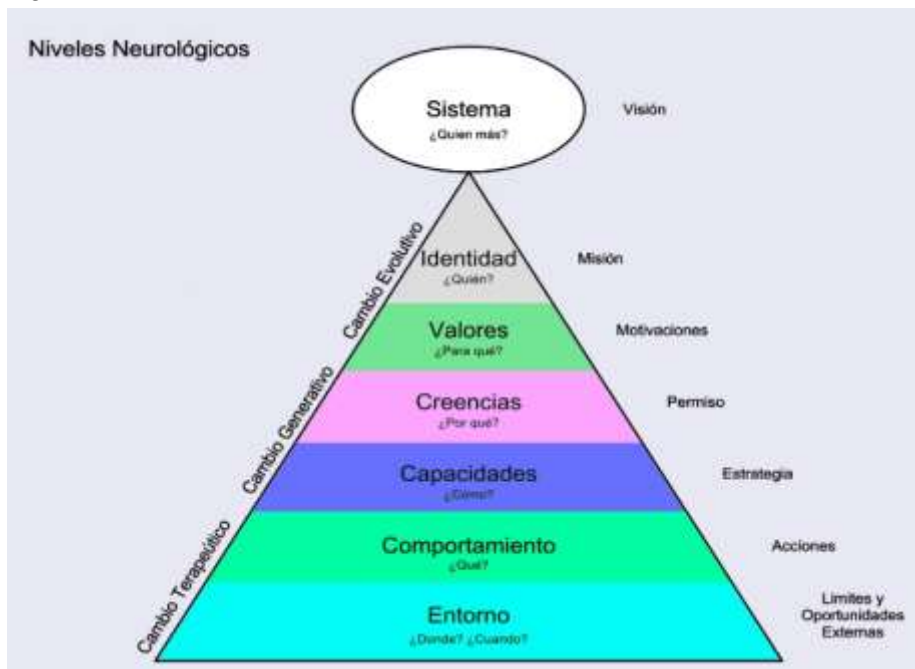 Niveles Neurológicos
Sistema
¿Quien más?
Visión
Identidad
¿Quién?
Misión
Cambio Evolutivo
Valores
¿Para qué?
Motivaciones
Creencias
¿Por qué?
Permiso
Cambio Generativo
Capacidades
¿Cómo?
Estrategia
Comportamiento
¿Qué?
Acciones
Cambio Terapeútico
Entorno
¿Donde? ¿Cuando?
Limites y
Oportunidades
Externas